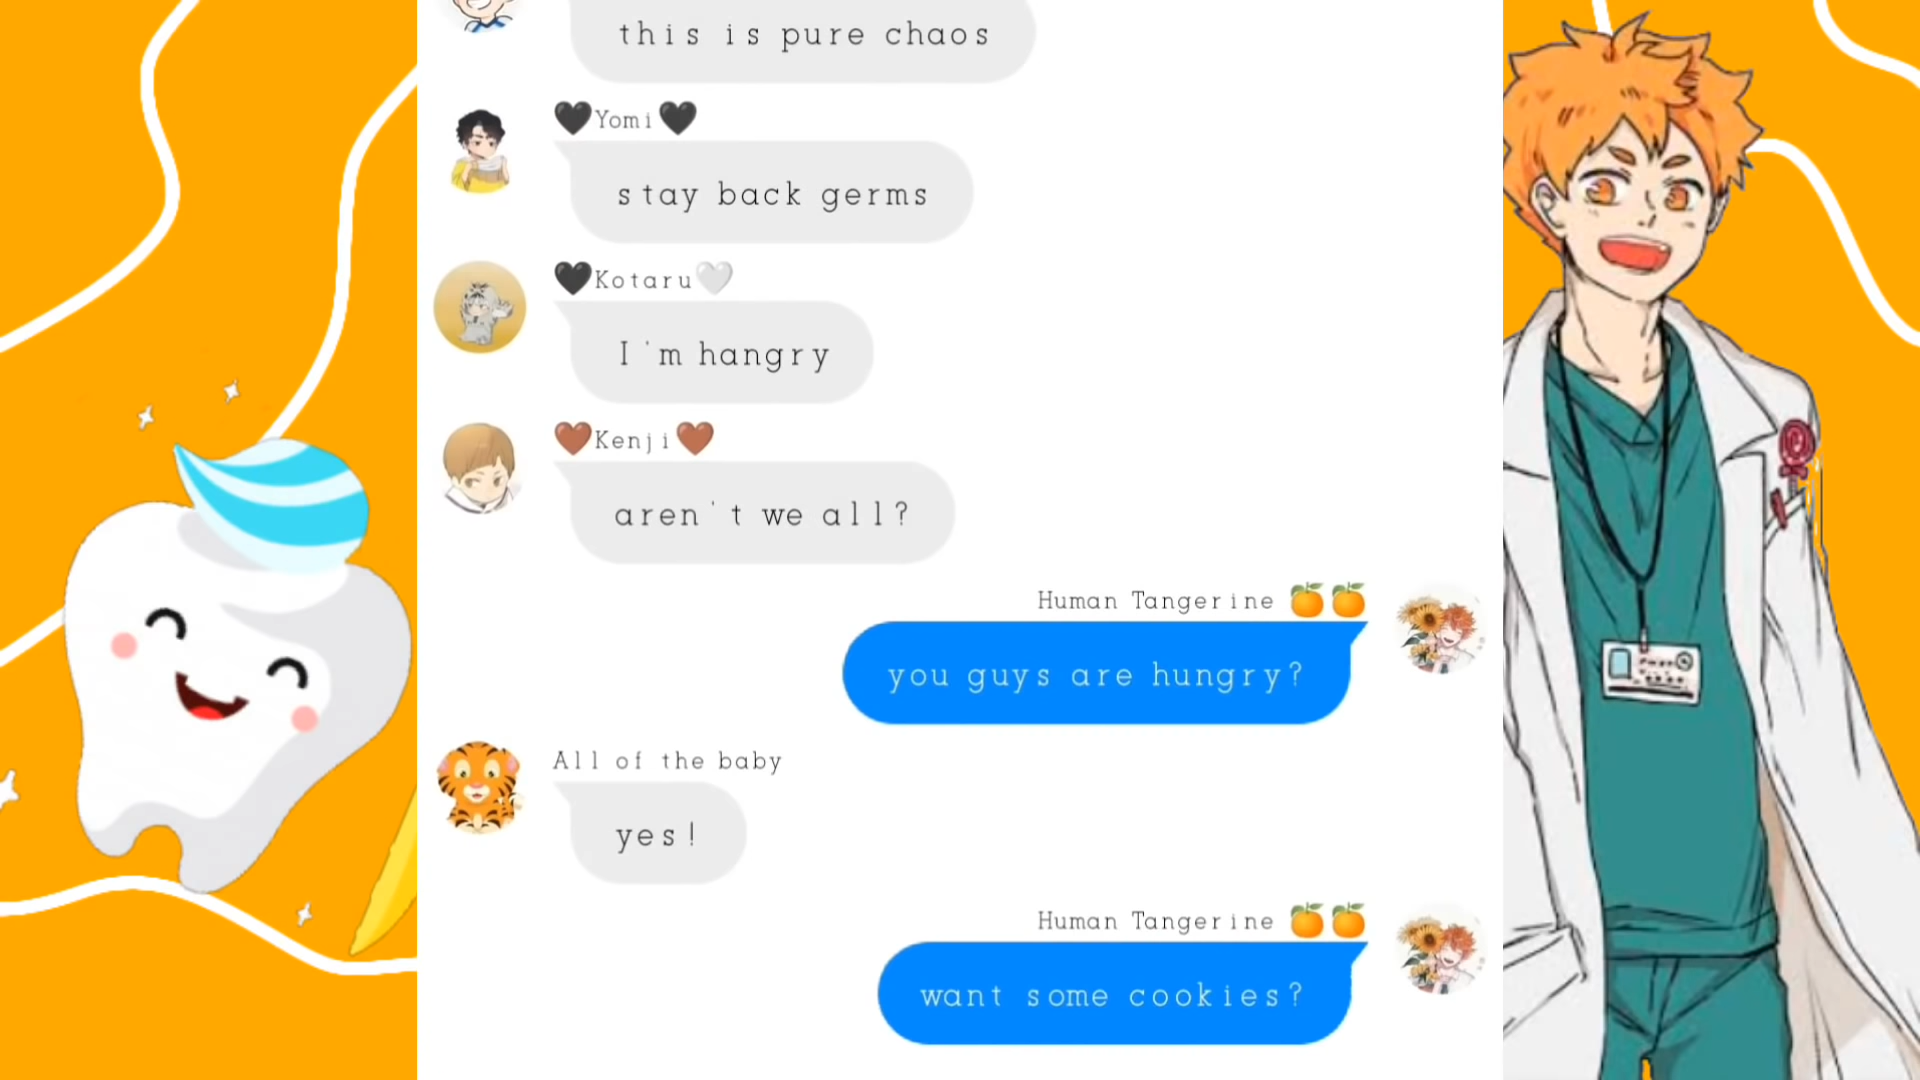 this is pure chaos
🖤Yomi🖤
stay back germs
🖤Kotaru🤍
I'm hangry
🤎Kenji🤎
aren't we all?
Human Tangerine 🍊🍊
you guys are hungry?
All of the baby
yes!
Human Tangerine 🍊🍊
want some cookies?